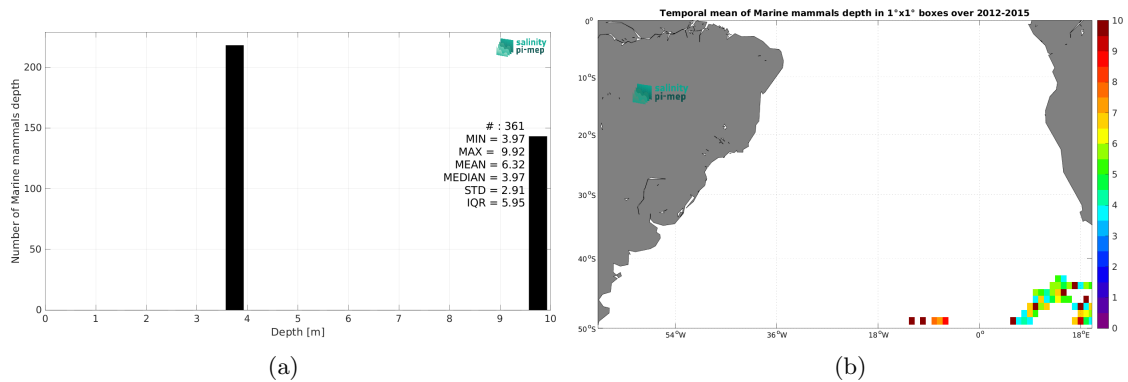 Number of Marine mammals depth
200
150
100
50
0
0 1 2 3 4 5 6 7 8 9 10
Depth [m]
salinity
pi-mep
# : 361
MIN = 3.97
MAX = 9.92
MEAN = 6.32
MEDIAN = 3.97
STD = 2.91
IQR = 5.95
(a)
Temporal mean of Marine mammals depth in 1°x1° boxes over 2012-2015
0°
10°S
20°S
30°S
40°S
50°S
54°W 36°W 18°W 0° 18°E
salinity
pi-mep
10
9
8
7
6
5
4
3
2
1
0
(b)